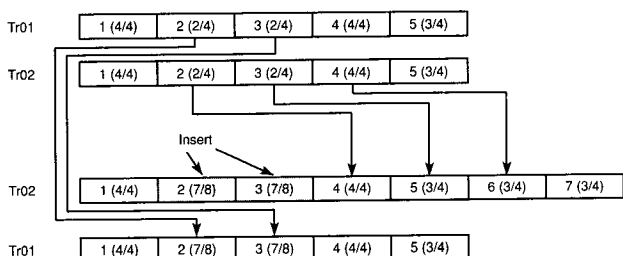 Tr01 1 (4/4) 2 (2/4) 3 (2/4) 4 (4/4) 5 (3/4)
Tr02 1 (4/4) 2 (2/4) 3 (2/4) 4 (4/4) 5 (3/4)
Insert
Tr02 1 (4/4) 2 (7/8) 3 (7/8) 4 (4/4) 5 (3/4) 6 (3/4) 7 (3/4)
Tr01 1 (4/4) 2 (7/8) 3 (7/8) 4 (4/4) 5 (3/4)